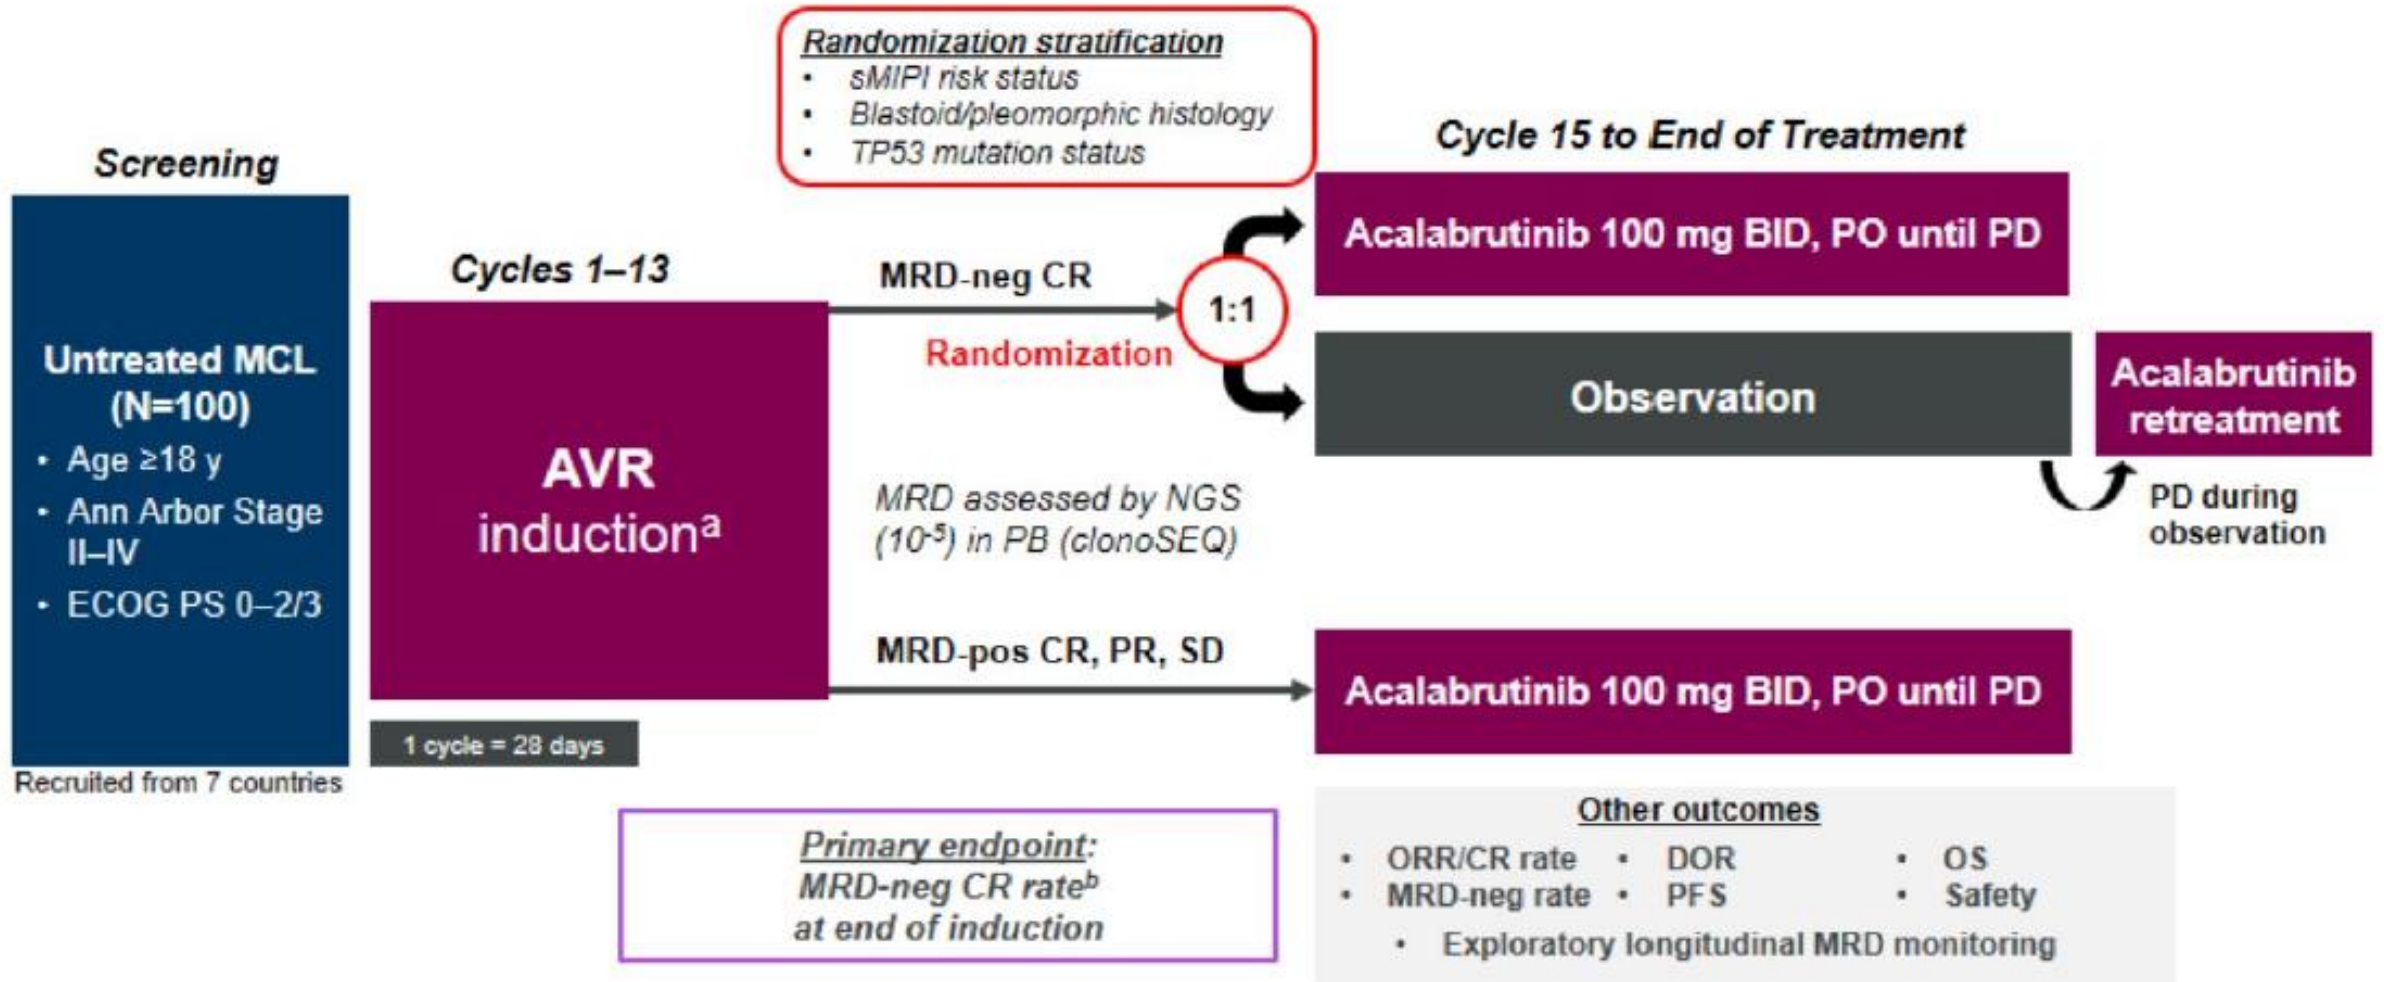 Screening
Untreated MCL
(N=100)
• Age ≥18 y
• Ann Arbor Stage
II–IV
• ECOG PS 0–2/3
Recruited from 7 countries
Cycles 1–13
AVR
inductionᵃ
1 cycle = 28 days
Randomization stratification
• sMIPI risk status
• Blastoid/pleomorphic histology
• TP53 mutation status
MRD-neg CR
Randomization
1:1
MRD assessed by NGS
(10⁻⁵) in PB (clonoSEQ)
MRD-pos CR, PR, SD
Cycle 15 to End of Treatment
Acalabrutinib 100 mg BID, PO until PD
Observation
Acalabrutinib
retreatment
PD during
observation
Acalabrutinib 100 mg BID, PO until PD
Primary endpoint:
MRD-neg CR rateᵇ
at end of induction
Other outcomes
• ORR/CR rate • DOR • OS
• MRD-neg rate • PFS • Safety
• Exploratory longitudinal MRD monitoring